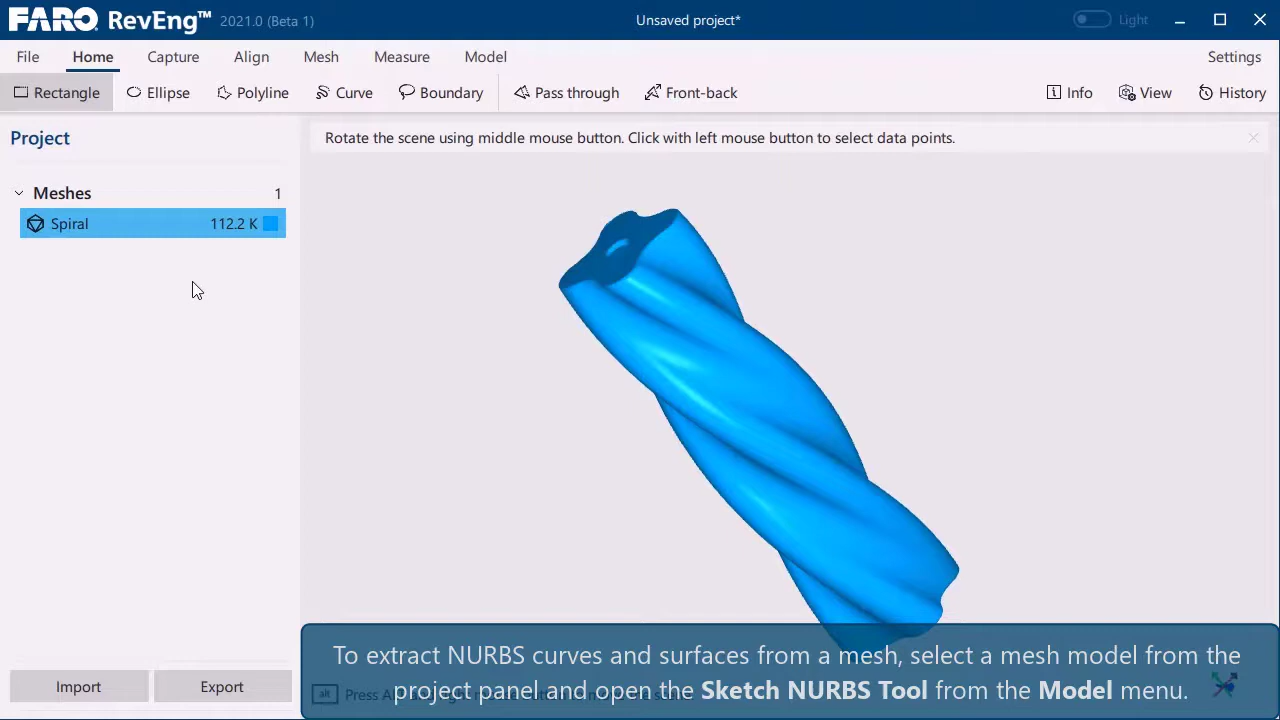 FARO RevEng™ 2021.0 (Beta 1)
Unsaved project*
Light
File Home Capture Align Mesh Measure Model Settings
Rectangle Ellipse Polyline Curve Boundary Pass through Front-back Info View History
Project
Rotate the scene using middle mouse button. Click with left mouse button to select data points.
Meshes 1
Spiral 112.2 K
To extract NURBS curves and surfaces from a mesh, select a mesh model from the
project panel and open the Sketch NURBS Tool from the Model menu.
alt Press
Import Export